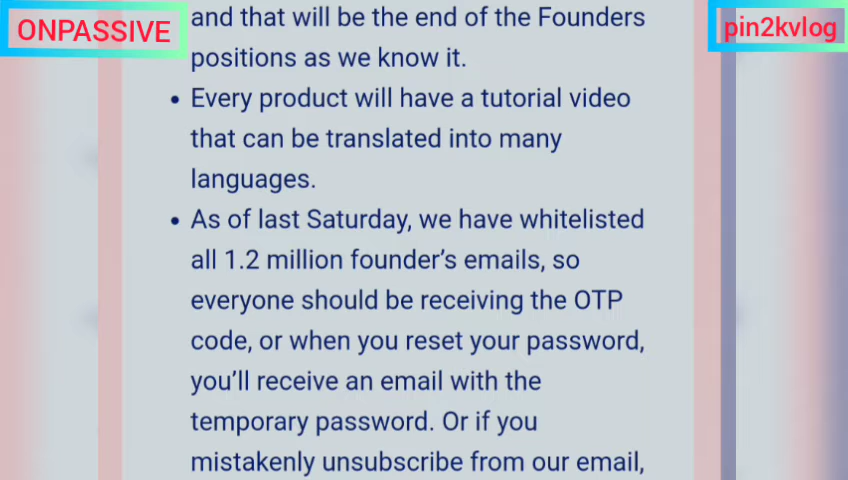 ONPASSIVE
pin2kvlog
and that will be the end of the Founders
positions as we know it.
• Every product will have a tutorial video
that can be translated into many
languages.
• As of last Saturday, we have whitelisted
all 1.2 million founder’s emails, so
everyone should be receiving the OTP
code, or when you reset your password,
you’ll receive an email with the
temporary password. Or if you
mistakenly unsubscribe from our email,